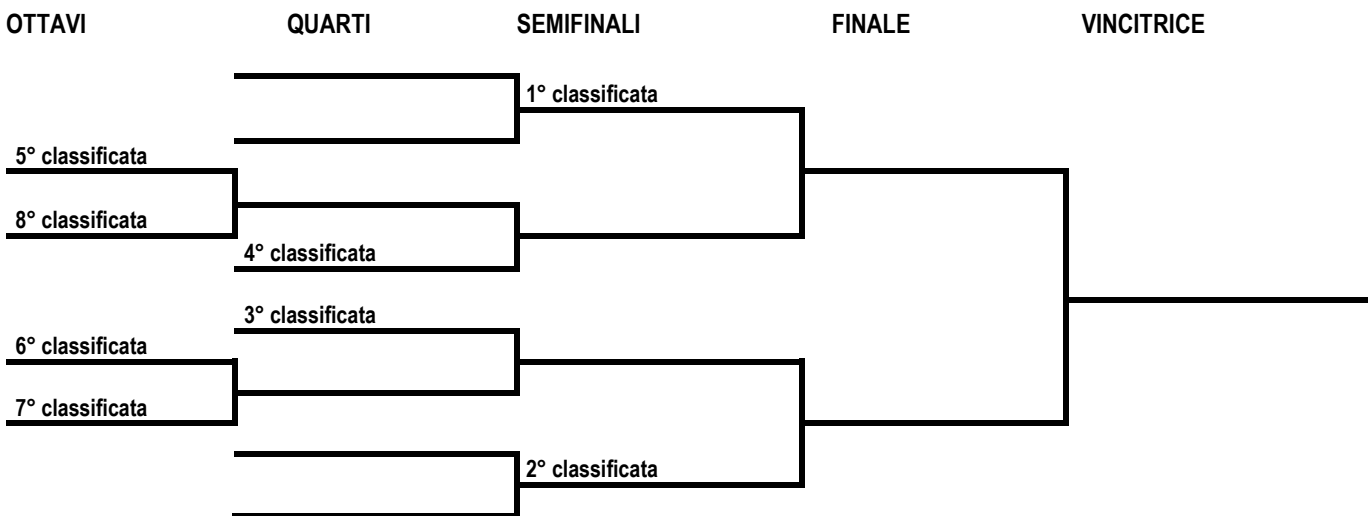 OTTAVI QUARTI SEMIFINALI FINALE VINCITRICE
1° classificata
5° classificata
8° classificata
4° classificata
3° classificata
6° classificata
7° classificata
2° classificata